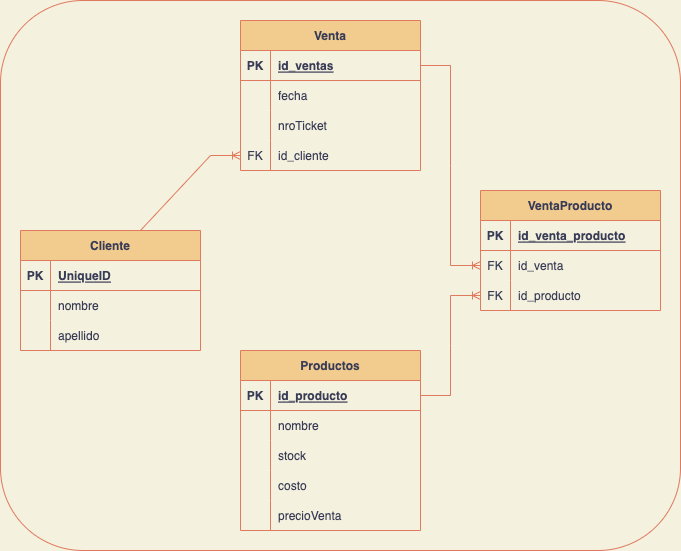 Venta
PK id_ventas
fecha
nroTicket
FK id_cliente
Cliente
PK UniqueID
nombre
apellido
VentaProducto
PK id_venta_producto
FK id_venta
FK id_producto
Productos
PK id_producto
nombre
stock
costo
precioVenta